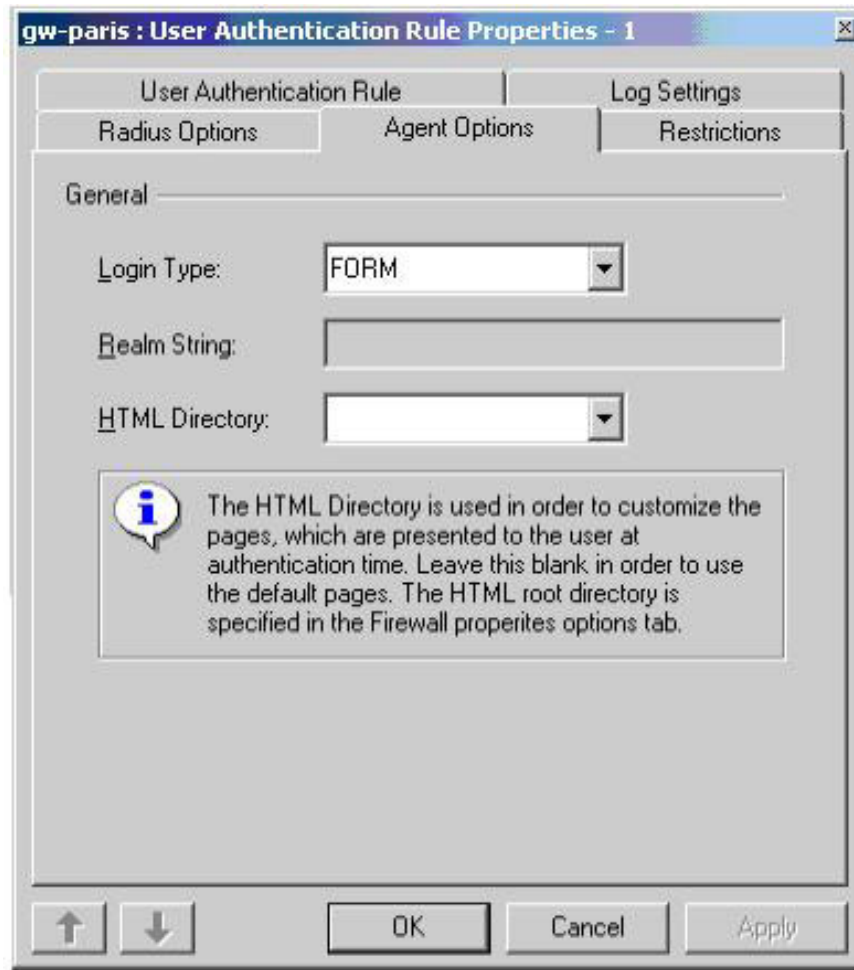 gw-paris : User Authentication Rule Properties - 1
User Authentication Rule
Log Settings
Radius Options
Agent Options
Restrictions
General
Login Type:
FORM
Realm String:
HTML Directory:
The HTML Directory is used in order to customize the
pages, which are presented to the user at
authentication time. Leave this blank in order to use
the default pages. The HTML root directory is
specified in the Firewall properites options tab.
OK
Cancel
Apply